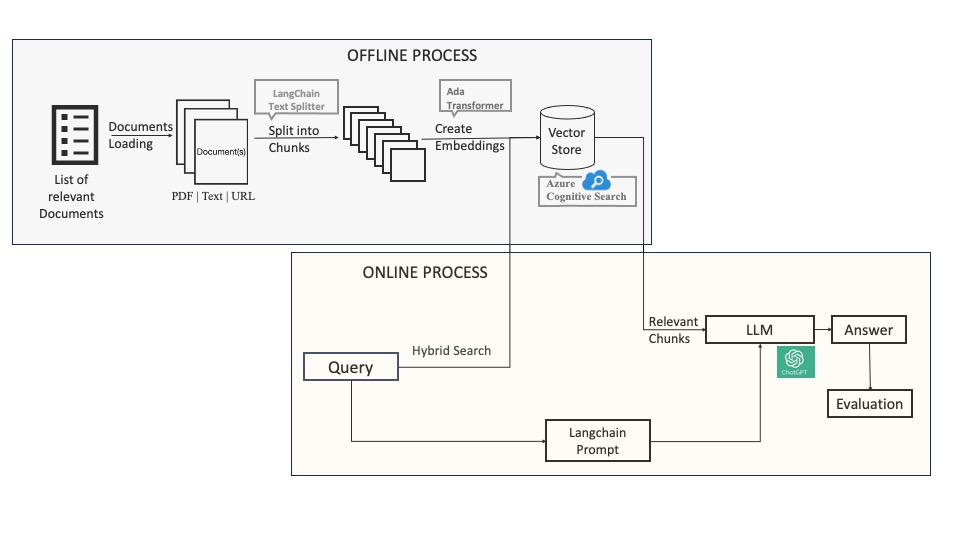 OFFLINE PROCESS
LangChain
Text Splitter
Ada
Transformer
Documents
Loading
Split into
Chunks
Create
Embeddings
Vector
Store
Document(s)
List of
relevant
Documents
PDF | Text | URL
Azure
Cognitive Search
ONLINE PROCESS
Relevant
Chunks
LLM
Answer
ChatGPT
Hybrid Search
Query
Evaluation
Langchain
Prompt